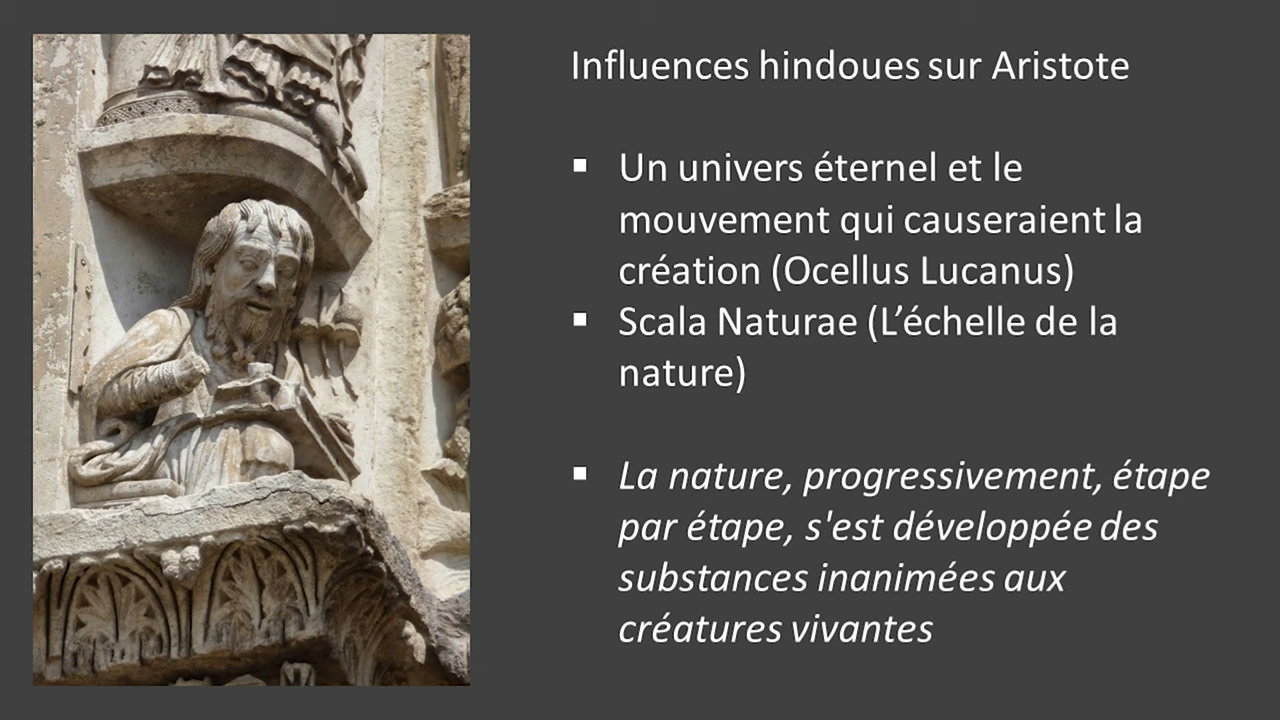 Influences hindoues sur Aristote
▪ Un univers éternel et le
mouvement qui causeraient la
création (Ocellus Lucanus)
▪ Scala Naturae (L’échelle de la
nature)
▪ La nature, progressivement, étape
par étape, s'est développée des
substances inanimées aux
créatures vivantes